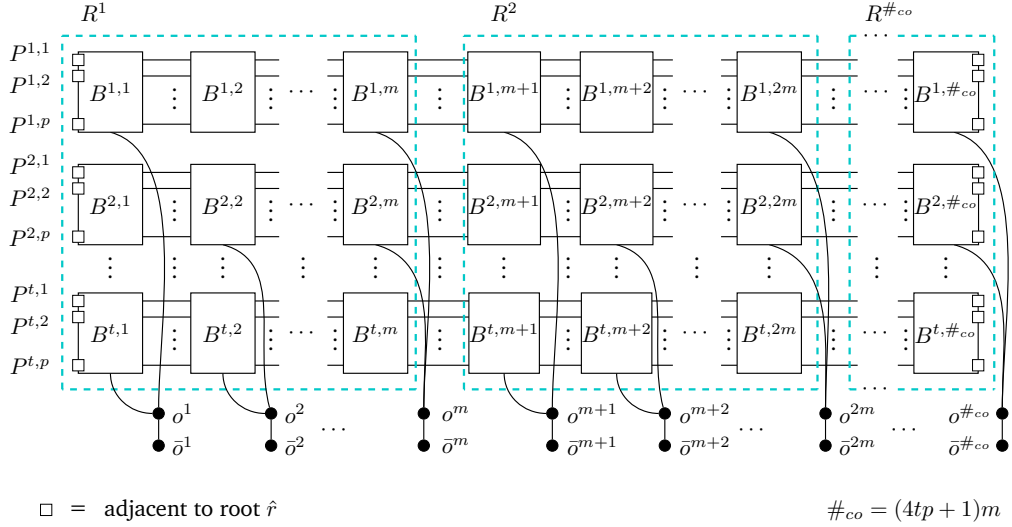 R^1 R^2 R^{#_{co}}
P^{1,1} ...
P^{1,2} B^{1,1} B^{1,2} ... B^{1,m} B^{1,m+1} B^{1,m+2} ... B^{1,2m} ... B^{1,#_{co}}
P^{1,p}
P^{2,1}
P^{2,2} B^{2,1} B^{2,2} B^{2,m} B^{2,m+1} B^{2,m+2} B^{2,2m} B^{2,#_{co}}
P^{2,p}
P^{t,1}
P^{t,2} B^{t,1} B^{t,2} B^{t,m} B^{t,m+1} B^{t,m+2} B^{t,2m} B^{t,#_{co}}
P^{t,p}
...
o^1 o^2 o^m o^{m+1} o^{m+2} o^{2m} o^{#_{co}}
ō^1 ō^2 ... ō^m ō^{m+1} ō^{m+2} ... ō^{2m} ... ō^{#_{co}}
□ = adjacent to root r̂ #_{co} = (4tp + 1)m